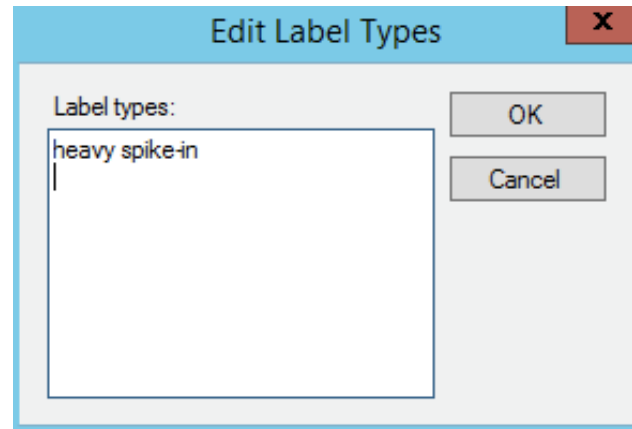 Edit Label Types
X
Label types:
OK
heavy spike-in
Cancel